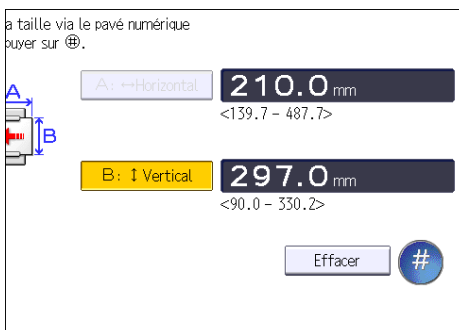 a taille via le pavé numérique
puyer sur #.
A
B
A: ↔Horizontal
210.0 mm
<139.7 - 487.7>
B: ↕ Vertical
297.0 mm
<90.0 - 330.2>
Effacer
#